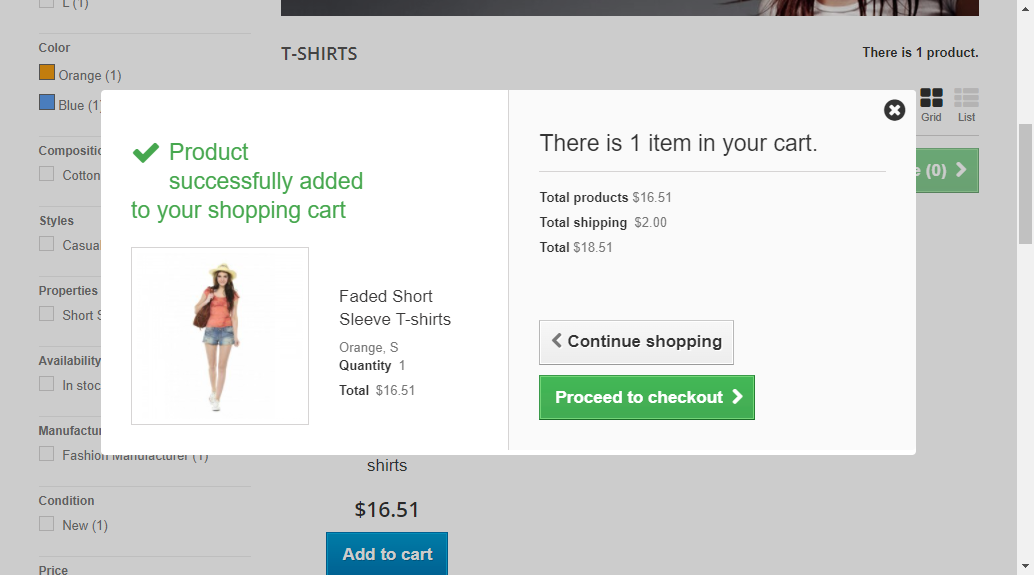 L (1)
Color
Orange (1)
Blue (1)
Composition
Cotton
Styles
Casual
Properties
Short S
Availability
In stoc
Manufactu
Fashion Manufacturer (1)
Condition
New (1)
Price
T-SHIRTS
There is 1 product.
Grid
List
e (0)
Product
successfully added
to your shopping cart
Faded Short
Sleeve T-shirts
Orange, S
Quantity 1
Total $16.51
There is 1 item in your cart.
Total products $16.51
Total shipping $2.00
Total $18.51
Continue shopping
Proceed to checkout
shirts
$16.51
Add to cart